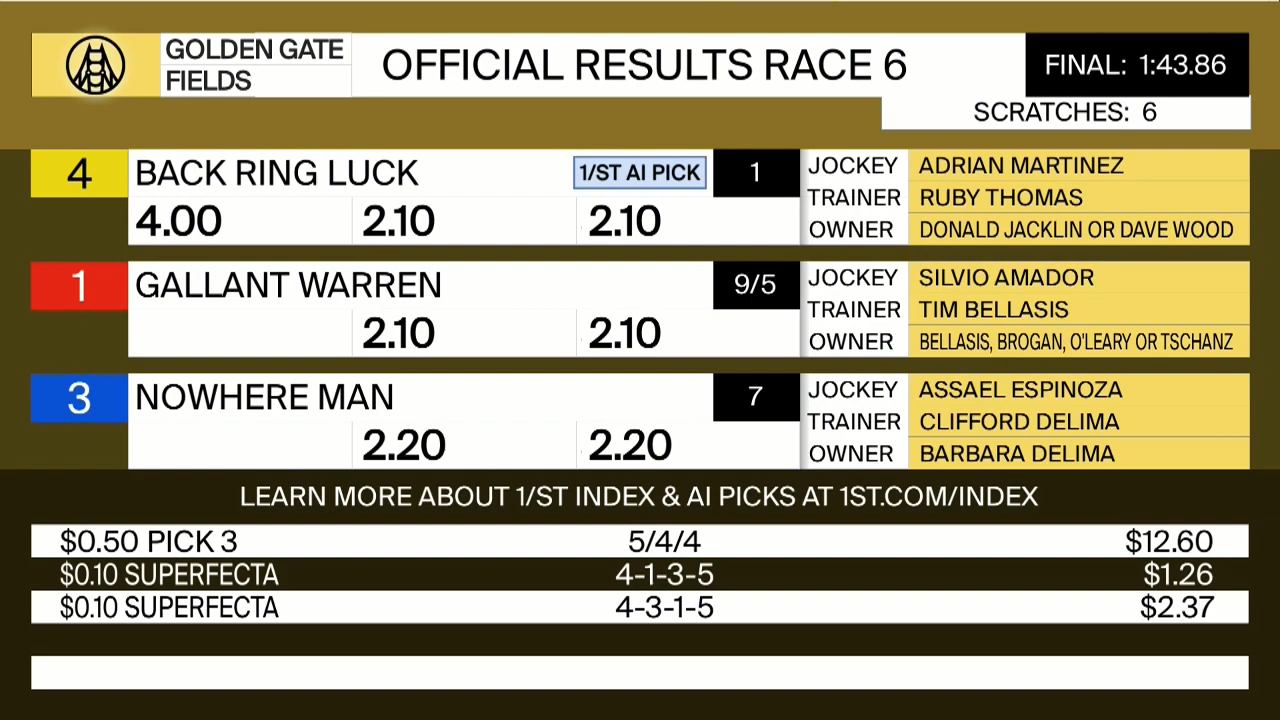 GOLDEN GATE
FIELDS
OFFICIAL RESULTS RACE 6
FINAL: 1:43.86
SCRATCHES: 6
4 BACK RING LUCK 1/ST AI PICK 1
4.00 2.10 2.10
JOCKEY ADRIAN MARTINEZ
TRAINER RUBY THOMAS
OWNER DONALD JACKLIN OR DAVE WOOD
1 GALLANT WARREN 9/5
2.10 2.10
JOCKEY SILVIO AMADOR
TRAINER TIM BELLASIS
OWNER BELLASIS, BROGAN, O'LEARY OR TSCHANZ
3 NOWHERE MAN 7
2.20 2.20
JOCKEY ASSAEL ESPINOZA
TRAINER CLIFFORD DELIMA
OWNER BARBARA DELIMA
LEARN MORE ABOUT 1/ST INDEX & AI PICKS AT 1ST.COM/INDEX
$0.50 PICK 3 5/4/4 $12.60
$0.10 SUPERFECTA 4-1-3-5 $1.26
$0.10 SUPERFECTA 4-3-1-5 $2.37